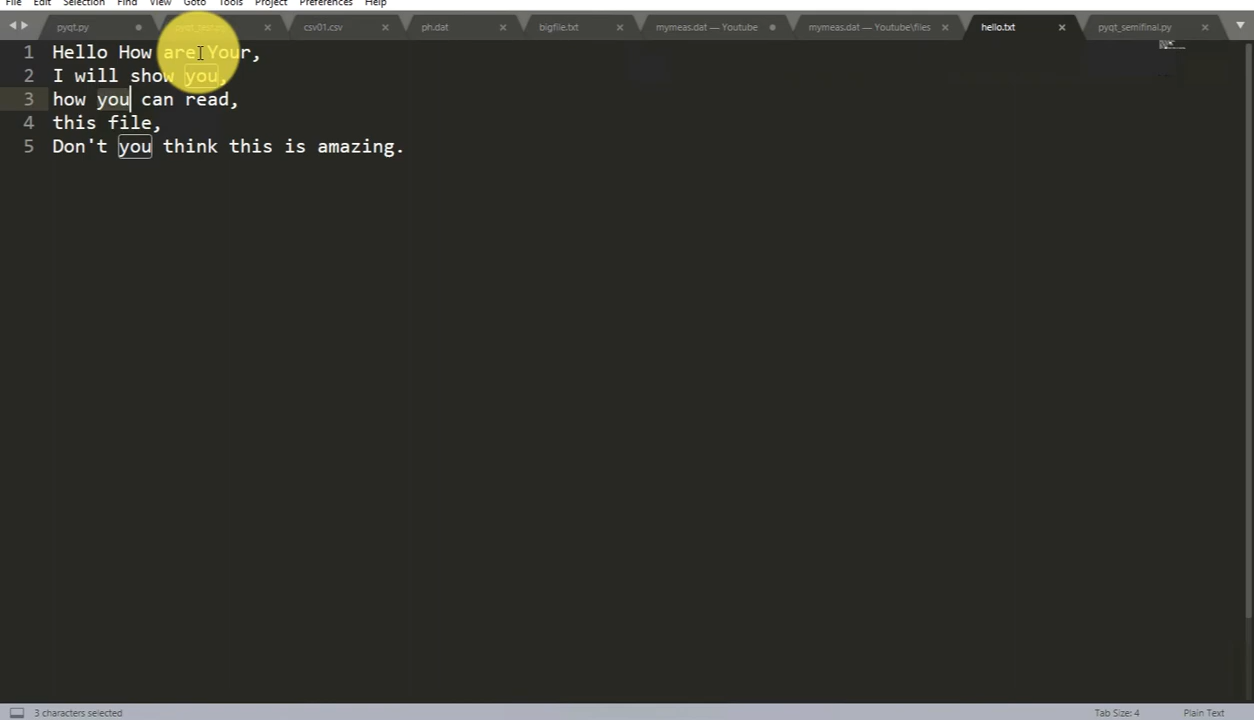 File Edit Selection Find View Goto Tools Project Preferences Help
pyqt.py pyqt_test.py csv01.csv ph.dat bigfile.txt mymeas.dat — Youtube mymeas.dat — Youtube\files hello.txt pyqt_semifinal.py
1 Hello How are Your,
2 I will show you,
3 how you can read,
4 this file,
5 Don't you think this is amazing.
3 characters selected Tab Size: 4 Plain Text